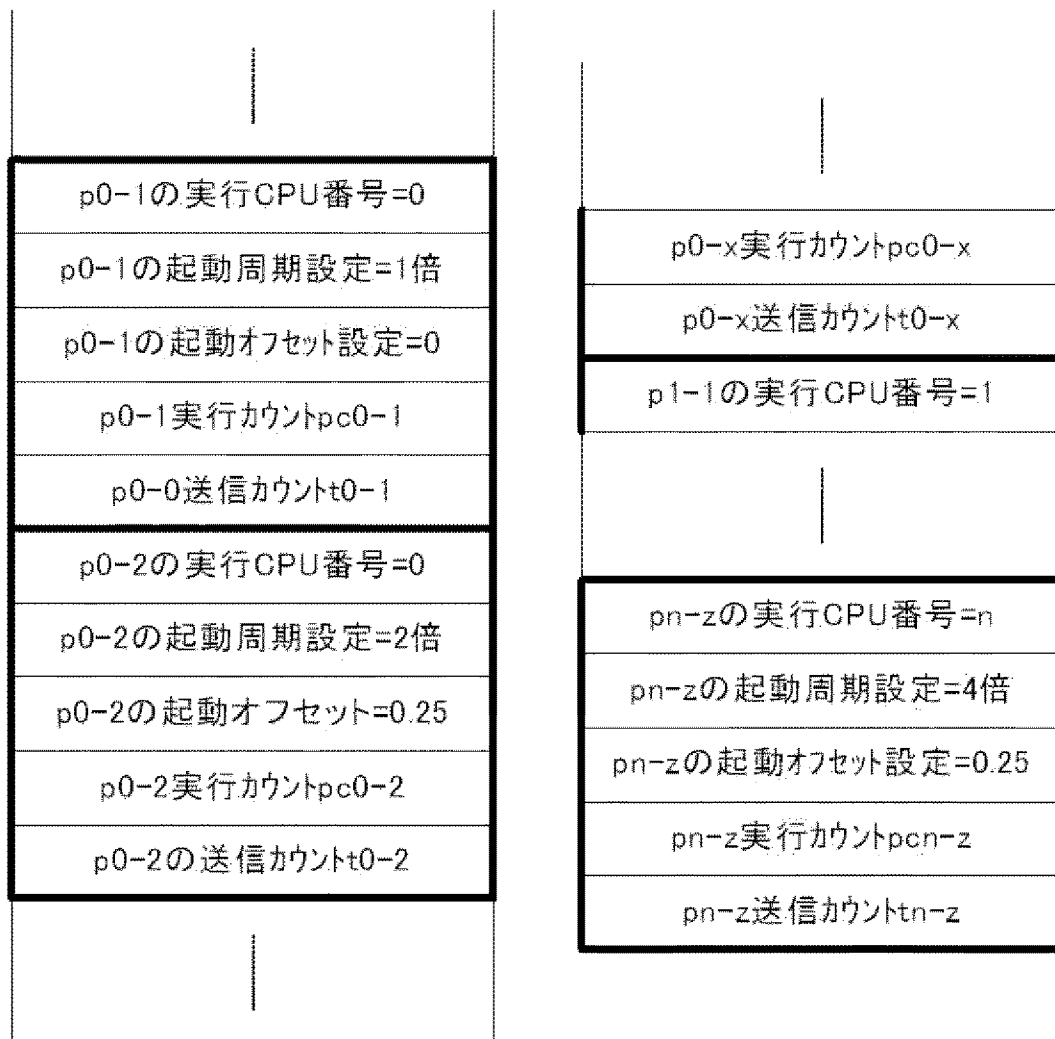 p0-1の実行CPU番号=0
p0-1の起動周期設定=1倍
p0-1の起動オフセット設定=0
p0-1実行カウントpc0-1
p0-0送信カウントt0-1
p0-2の実行CPU番号=0
p0-2の起動周期設定=2倍
p0-2の起動オフセット=0.25
p0-2実行カウントpc0-2
p0-2の送信カウントt0-2
p0-x実行カウントpc0-x
p0-x送信カウントt0-x
p1-1の実行CPU番号=1
pn-zの実行CPU番号=n
pn-zの起動周期設定=4倍
pn-zの起動オフセット設定=0.25
pn-z実行カウントpcn-z
pn-z送信カウントtn-z